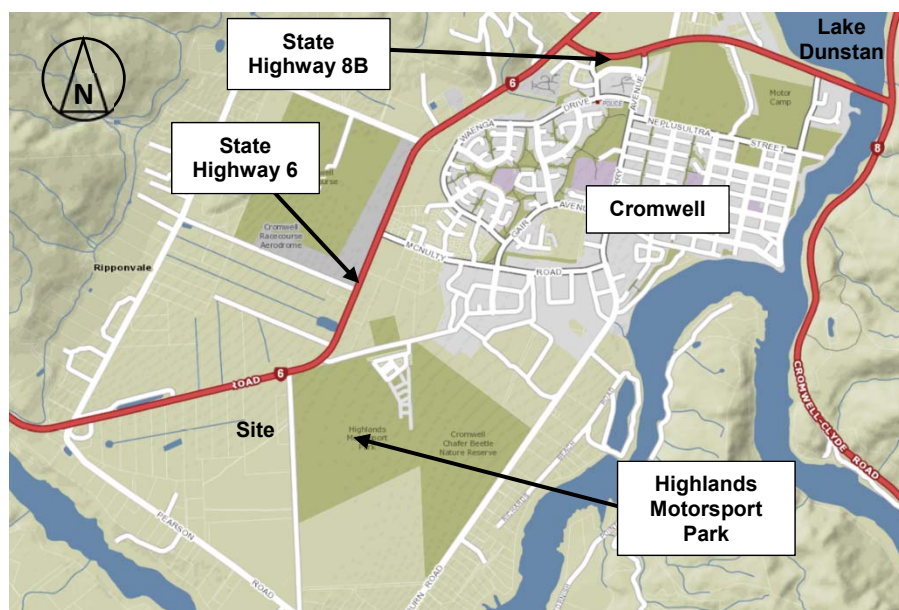 State
Highway 8B
Lake
Dunstan
N
6
State
Highway 6
WAENGA
DRIVE
POLICE
AVENUE
NEPLUSULTRA
STREET
Motor
Camp
8
Cromwell
Racecourse
Aerodrome
Ripponvale
GAIR
AVENUE
Cromwell
MCNULTY
ROAD
ROAD
6
Site
Highlands
Motorsport
Park
Cromwell
Chafer Beetle
Nature Reserve
CROMWELL-CLYDE
ROAD
Highlands
Motorsport
Park
PEARSON
ROAD
ROAD